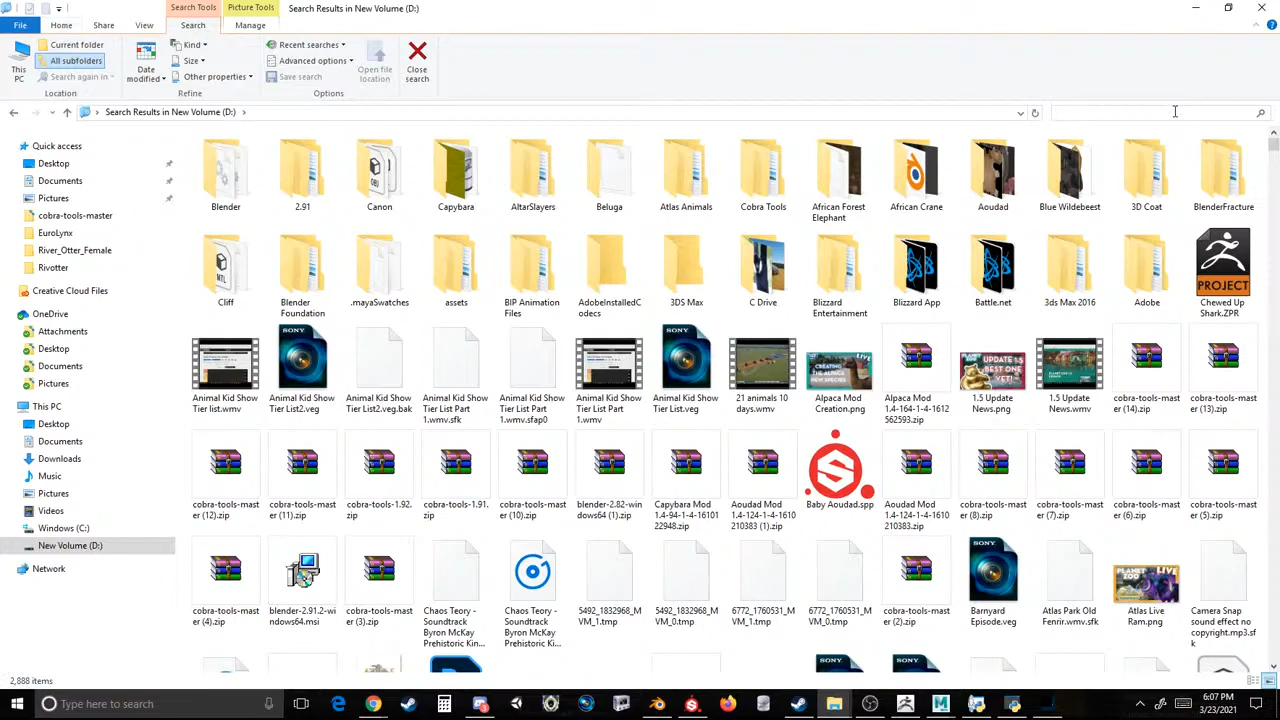 Search Tools
Picture Tools
Search Results in New Volume (D:)
File
Home
Share
View
Search
Manage
This PC
Current folder
All subfolders
Search again in
Location
Date modified
Kind
Size
Other properties
Refine
Recent searches
Advanced options
Save search
Options
Open file location
Close search
Search Results in New Volume (D:)
Quick access
Desktop
Documents
Pictures
cobra-tools-master
EuroLynx
River_Otter_Female
Rivotter
Creative Cloud Files
OneDrive
Attachments
Desktop
Documents
Pictures
This PC
Desktop
Documents
Downloads
Music
Pictures
Videos
Windows (C:)
New Volume (D:)
Network
Blender
2.91
Canon
Capybara
AltarSlayers
Beluga
Atlas Animals
Cobra Tools
African Forest Elephant
African Crane
Aoudad
Blue Wildebeest
3D Coat
BlenderFracture
Cliff
Blender Foundation
.mayaSwatches
assets
BIP Animation Files
AdobeInstalledCodecs
3DS Max
C Drive
Blizzard Entertainment
Blizzard App
Battle.net
3ds Max 2016
Adobe
PROJECT
Chewed Up Shark.ZPR
Animal Kid Show Tier list.wmv
SONY
Animal Kid Show Tier List2.veg
Animal Kid Show Tier List2.veg.bak
Animal Kid Show Tier List Part 1.wmv.sfk
Animal Kid Show Tier List Part 1.wmv.sfap0
Animal Kid Show Tier List Part 1.wmv
SONY
Animal Kid Show Tier List.veg
21 animals 10 days.wmv
Alpaca Mod Creation.png
Alpaca Mod 1.4-164-1-4-1612562593.zip
1.5 Update News.png
1.5 Update News.wmv
cobra-tools-master (14).zip
cobra-tools-master (13).zip
cobra-tools-master (12).zip
cobra-tools-master (11).zip
cobra-tools-1.92.zip
cobra-tools-1.91.zip
cobra-tools-master (10).zip
blender-2.82-windows64 (1).zip
Capybara Mod 1.4-94-1-4-1610122948.zip
Aoudad Mod 1.4-124-1-4-1610210383 (1).zip
Baby Aoudad.spp
Aoudad Mod 1.4-124-1-4-1610210383.zip
cobra-tools-master (8).zip
cobra-tools-master (7).zip
cobra-tools-master (6).zip
cobra-tools-master (5).zip
cobra-tools-master (4).zip
blender-2.91.2-windows64.msi
cobra-tools-master (3).zip
Chaos Teory - Soundtrack Byron McKay Prehistoric Kin...
Chaos Teory - Soundtrack Byron McKay Prehistoric Kin...
5492_1832968_MVM_1.tmp
5492_1832968_MVM_0.tmp
6772_1760531_MVM_1.tmp
6772_1760531_MVM_0.tmp
cobra-tools-master (2).zip
SONY
Barnyard Episode.veg
Atlas Park Old Fenrir.wmv.sfk
Atlas Live Ram.png
Camera Snap sound effect no copyright.mp3.sfk
SONY
SONY
2,888 items
Type here to search
6:07 PM
3/23/2021